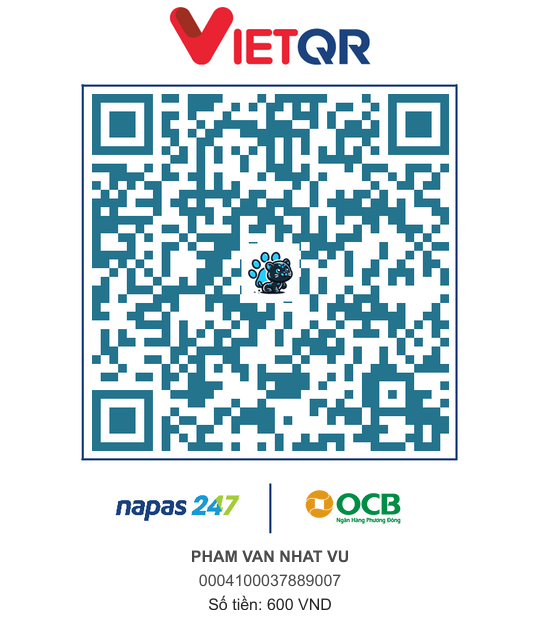 VIETQR
napas 247
OCB
Ngân Hàng Phương Đông
PHAM VAN NHAT VU
0004100037889007
Số tiền: 600 VND